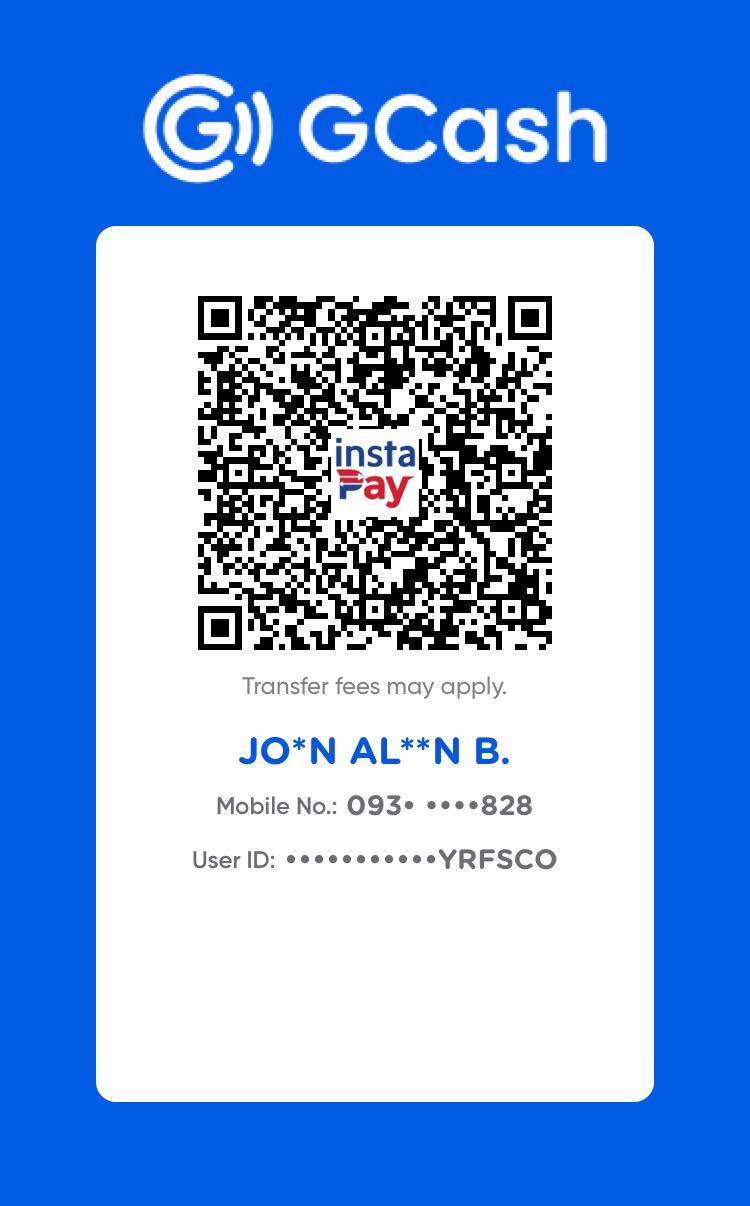 GCash
insta
Pay
Transfer fees may apply.
JO*N AL**N B.
Mobile No.: 093• ••••828
User ID: •••••••••••YRFSCO